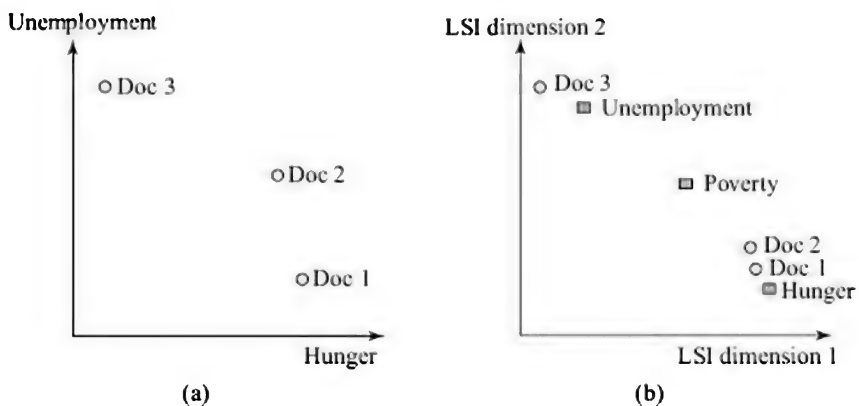 Unemployment
Doc 3
Doc 2
Doc 1
Hunger
(a)
LSI dimension 2
Doc 3
Unemployment
Poverty
Doc 2
Doc 1
Hunger
LSI dimension 1
(b)